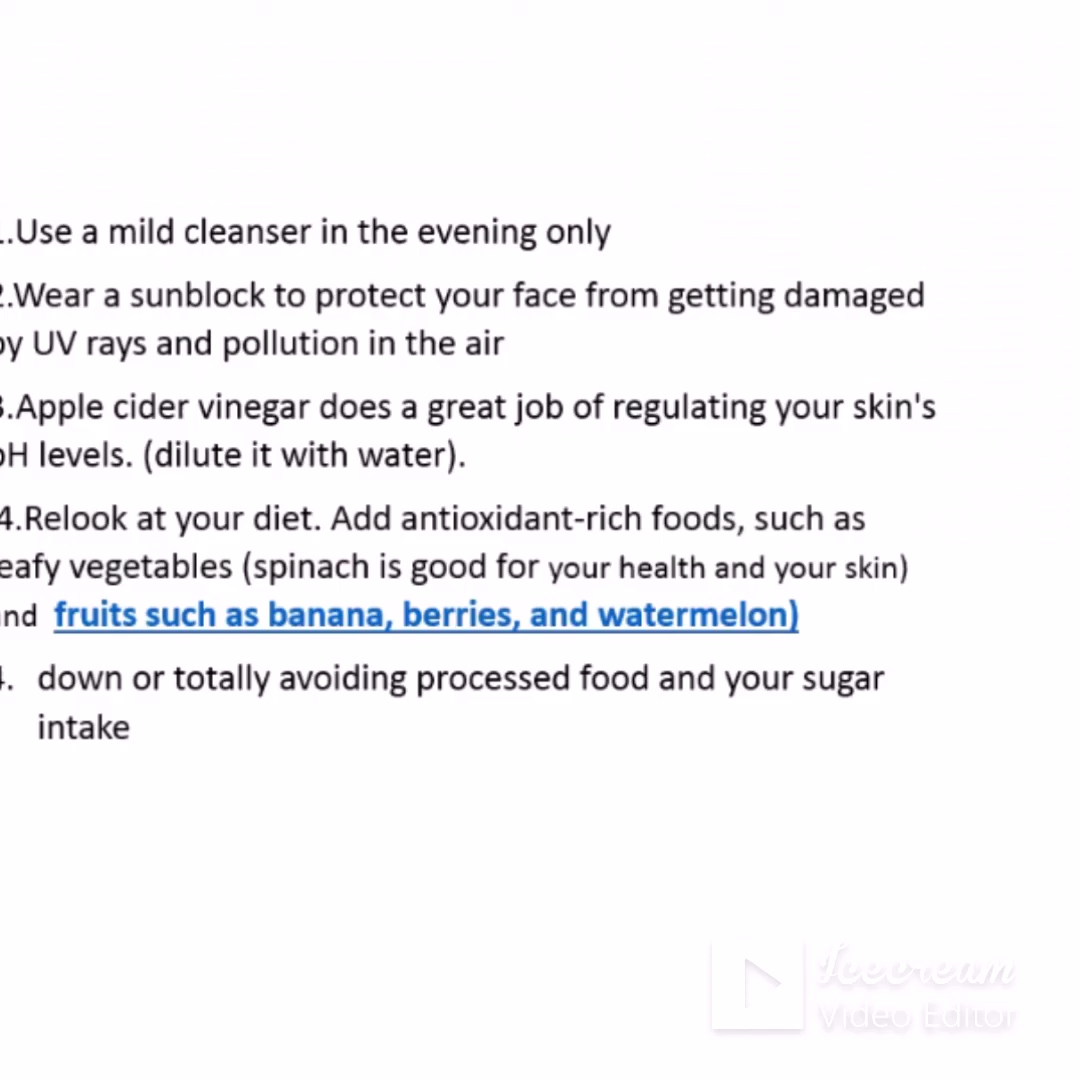 .Use a mild cleanser in the evening only
2.Wear a sunblock to protect your face from getting damaged
by UV rays and pollution in the air
3.Apple cider vinegar does a great job of regulating your skin's
pH levels. (dilute it with water).
4.Relook at your diet. Add antioxidant-rich foods, such as
eafy vegetables (spinach is good for your health and your skin)
and fruits such as banana, berries, and watermelon)
4. down or totally avoiding processed food and your sugar
intake
Icecream
Video Editor